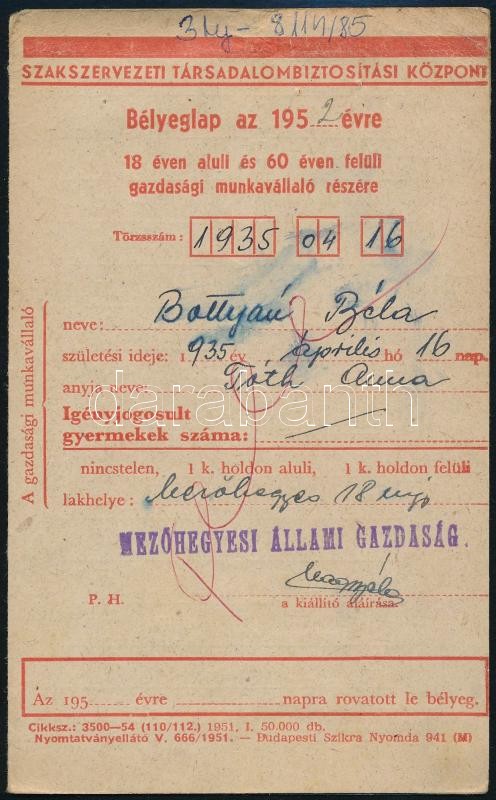 SZAKSZERVEZETI TÁRSADALOMBIZTOSÍTÁSI KÖZPONT
Bélyeglap az 1952 évre
18 éven aluli és 60 éven felüli
gazdasági munkavállaló részére
Törzsszám: 1935 04 16
A gazdasági munkavállaló
neve: Bottyán Béla
születési ideje: 1935 év április hó 16 nap.
anyja neve: Tóth Anna
Igényjogosult
gyermekek száma: —
darabanth
nincstelen, 1 k. holdon aluli, 1 k. holdon felüli
lakhelye: Mezőhegyes 18
MEZŐHEGYESI ÁLLAMI GAZDASÁG.
P. H.
a kiállító aláírása.
Az 195 évre napra rovatott le bélyeg.
Cikksz.: 3500—54 (110/112.) 1951, I. 50.000 db.
Nyomtatványellátó V. 666/1951. — Budapesti Szikra Nyomda 941 (M)